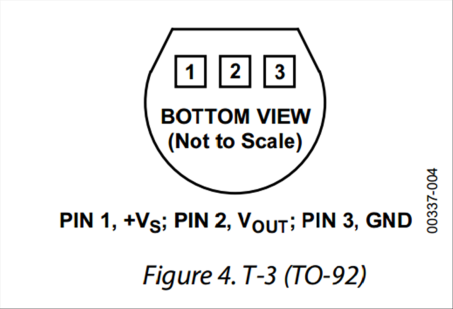 1 2 3
BOTTOM VIEW
(Not to Scale)
PIN 1, +VS; PIN 2, VOUT; PIN 3, GND
00337-004
Figure 4. T-3 (TO-92)